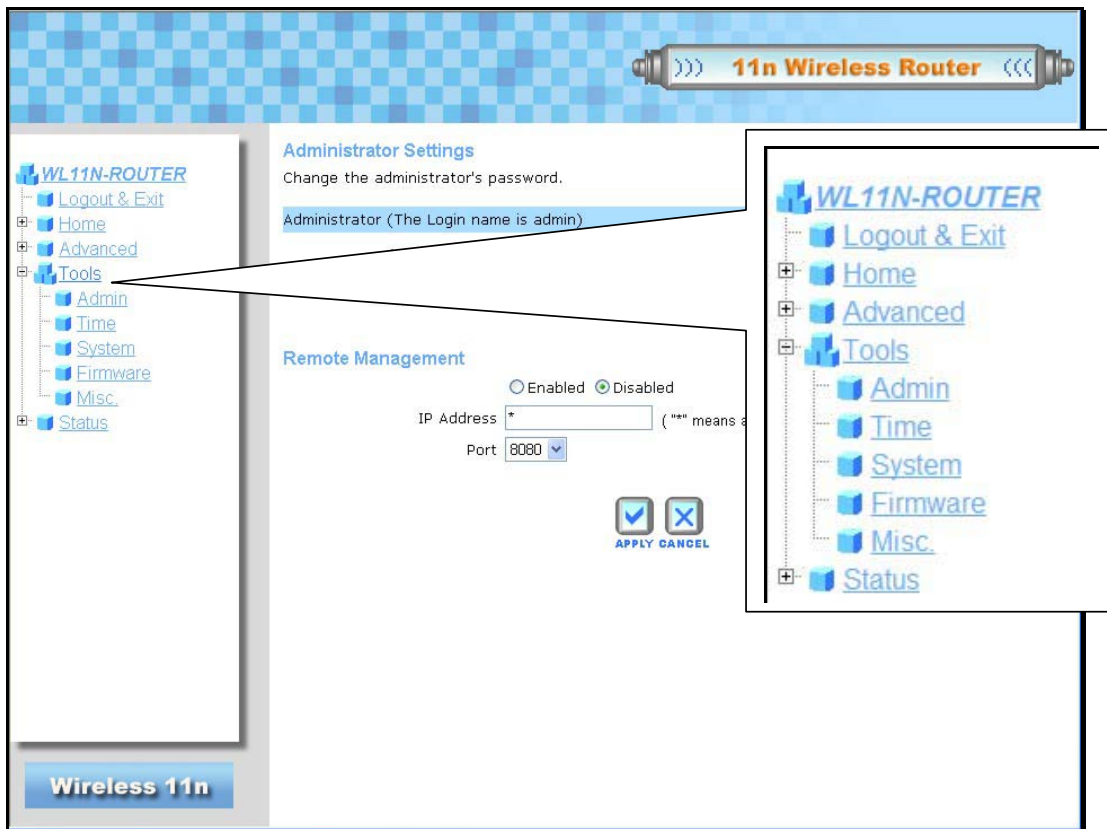 ))) 11n Wireless Router (((
WL11N-ROUTER
Logout & Exit
Home
Advanced
Tools
Admin
Time
System
Firmware
Misc.
Status
Wireless 11n
Administrator Settings
Change the administrator's password.
Administrator (The Login name is admin)
Remote Management
Enabled Disabled
IP Address * ( "*" means
Port 8080
APPLY CANCEL
WL11N-ROUTER
Logout & Exit
Home
Advanced
Tools
Admin
Time
System
Firmware
Misc.
Status